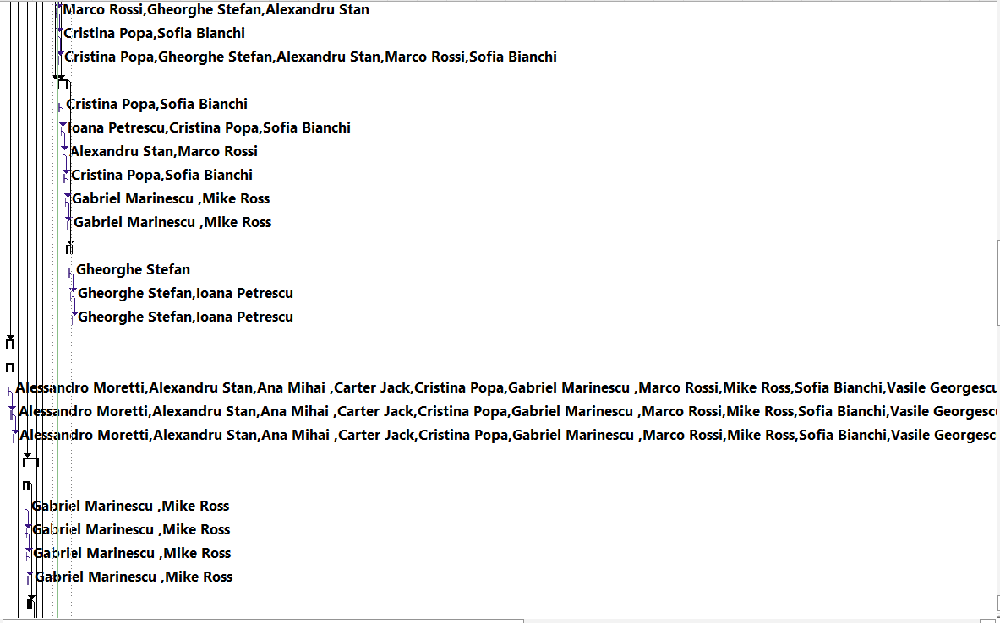 Marco Rossi,Gheorghe Stefan,Alexandru Stan
Cristina Popa,Sofia Bianchi
Cristina Popa,Gheorghe Stefan,Alexandru Stan,Marco Rossi,Sofia Bianchi
Cristina Popa,Sofia Bianchi
Ioana Petrescu,Cristina Popa,Sofia Bianchi
Alexandru Stan,Marco Rossi
Cristina Popa,Sofia Bianchi
Gabriel Marinescu ,Mike Ross
Gabriel Marinescu ,Mike Ross
Gheorghe Stefan
Gheorghe Stefan,Ioana Petrescu
Gheorghe Stefan,Ioana Petrescu
Alessandro Moretti,Alexandru Stan,Ana Mihai ,Carter Jack,Cristina Popa,Gabriel Marinescu ,Marco Rossi,Mike Ross,Sofia Bianchi,Vasile Georgescu
Alessandro Moretti,Alexandru Stan,Ana Mihai ,Carter Jack,Cristina Popa,Gabriel Marinescu ,Marco Rossi,Mike Ross,Sofia Bianchi,Vasile Georgesc
Alessandro Moretti,Alexandru Stan,Ana Mihai ,Carter Jack,Cristina Popa,Gabriel Marinescu ,Marco Rossi,Mike Ross,Sofia Bianchi,Vasile Georgesc
Gabriel Marinescu ,Mike Ross
Gabriel Marinescu ,Mike Ross
Gabriel Marinescu ,Mike Ross
Gabriel Marinescu ,Mike Ross